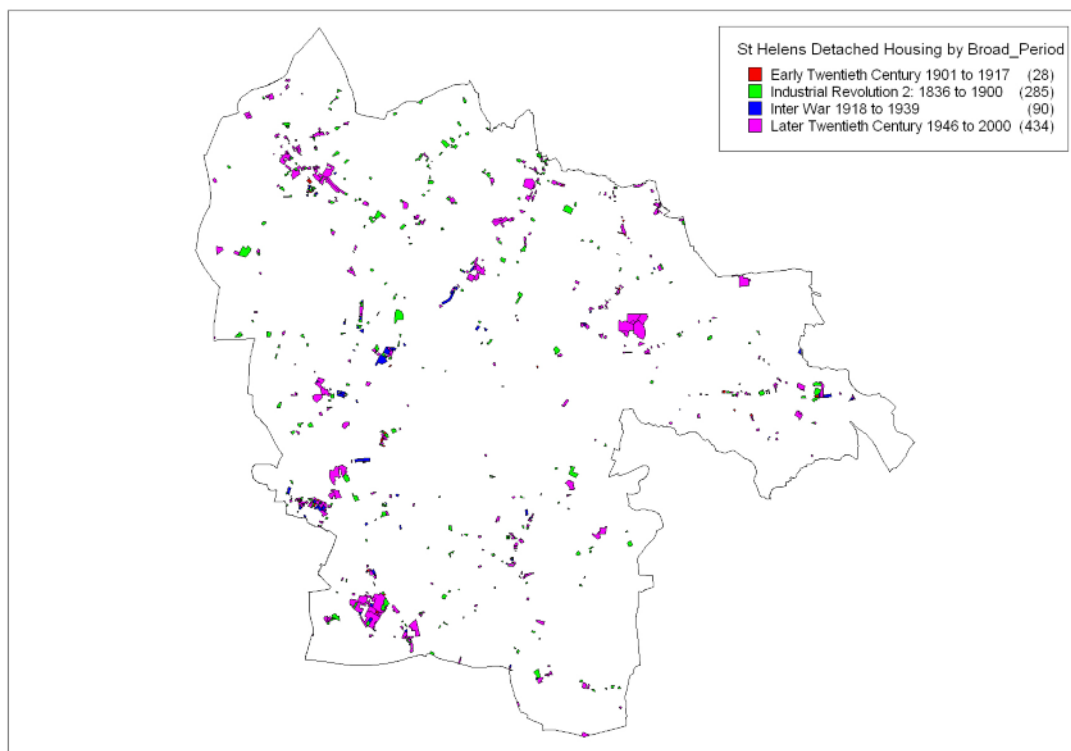 St Helens Detached Housing by Broad_Period
Early Twentieth Century 1901 to 1917 (28)
Industrial Revolution 2: 1836 to 1900 (285)
Inter War 1918 to 1939 (90)
Later Twentieth Century 1946 to 2000 (434)